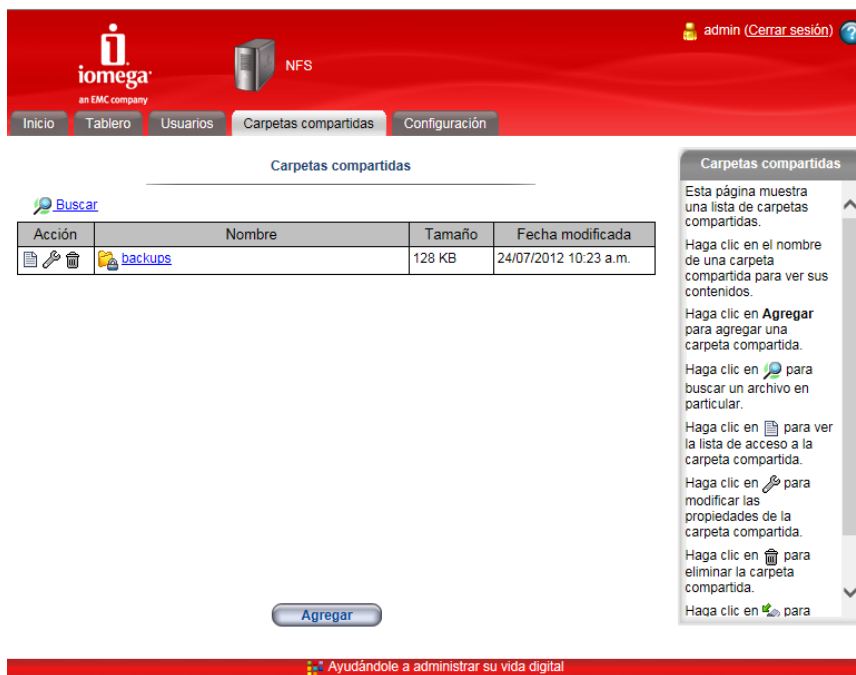 admin (Cerrar sesión)
?
iomega
an EMC company
NFS
Inicio
Tablero
Usuarios
Carpetas compartidas
Configuración
Carpetas compartidas
Buscar
Acción
Nombre
Tamaño
Fecha modificada
backups
128 KB
24/07/2012 10:23 a.m.
Agregar
Carpetas compartidas
Esta página muestra
una lista de carpetas
compartidas.
Haga clic en el nombre
de una carpeta
compartida para ver sus
contenidos.
Haga clic en Agregar
para agregar una
carpeta compartida.
Haga clic en para
buscar un archivo en
particular.
Haga clic en para ver
la lista de acceso a la
carpeta compartida.
Haga clic en para
modificar las
propiedades de la
carpeta compartida.
Haga clic en para
eliminar la carpeta
compartida.
Haga clic en para
Ayudándole a administrar su vida digital